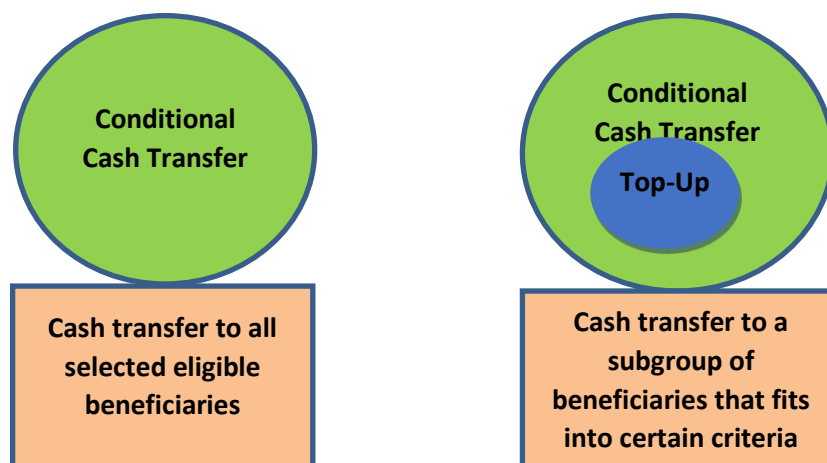 Conditional
Cash Transfer
Cash transfer to all
selected eligible
beneficiaries
Conditional
Cash Transfer
Top-Up
Cash transfer to a
subgroup of
beneficiaries that fits
into certain criteria